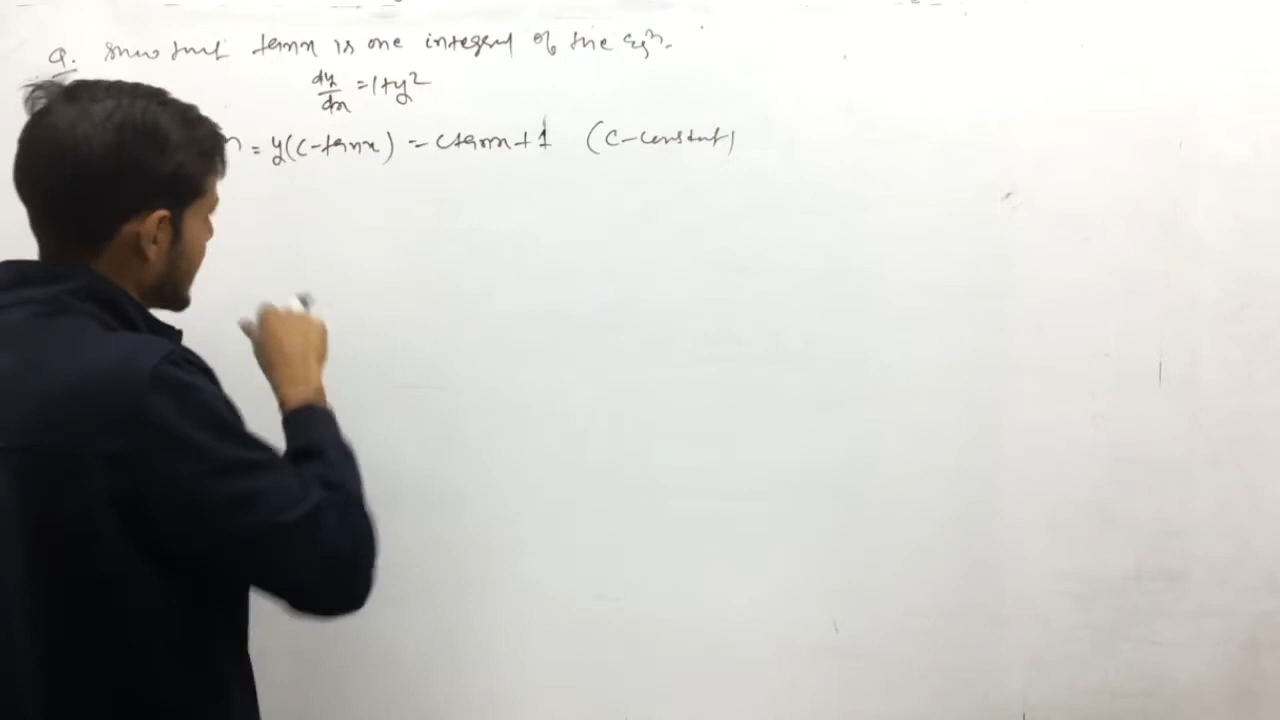 Q. Show that tanx is one integral of the eqn.
dy/dx = 1+y²
n = y(c-tanx) = ctanx+1 (c-constant)